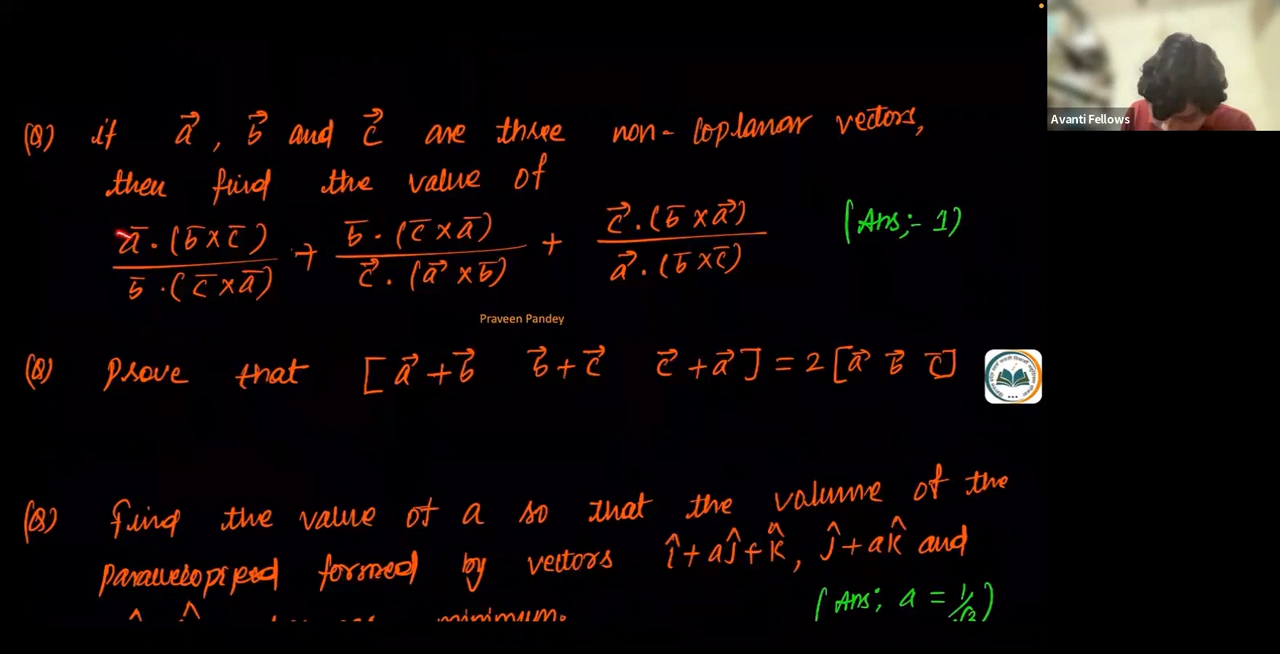 Avanti Fellows
(Q) if a⃗, b⃗ and c⃗ are three non-coplanar vectors,
then find the value of
a̅·(b̅×c̅)/b̅·(c̅×a̅) + b̅·(c̅×a̅)/c⃗·(a⃗×b̅) + c⃗·(b̅×a⃗)/a⃗·(b̅×c̅) (Ans;- 1)
Praveen Pandey
(Q) Prove that [a⃗+b⃗ b⃗+c⃗ c⃗+a⃗] = 2[a⃗ b⃗ c⃗]
(Q) Find the value of a so that the volume of the
Parallelopiped formed by vectors î+aĵ+k̂, ĵ+ak̂ and
minimum. (Ans; a = 1/√3)